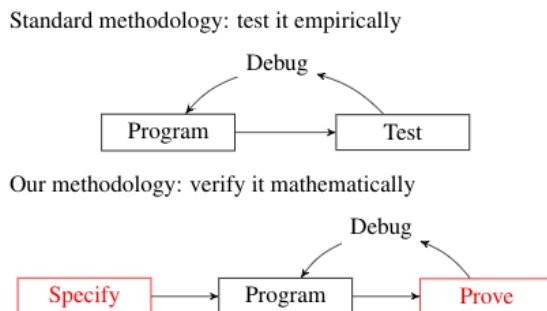 Standard methodology: test it empirically
Debug
Program Test
Our methodology: verify it mathematically
Debug
Specify Program Prove